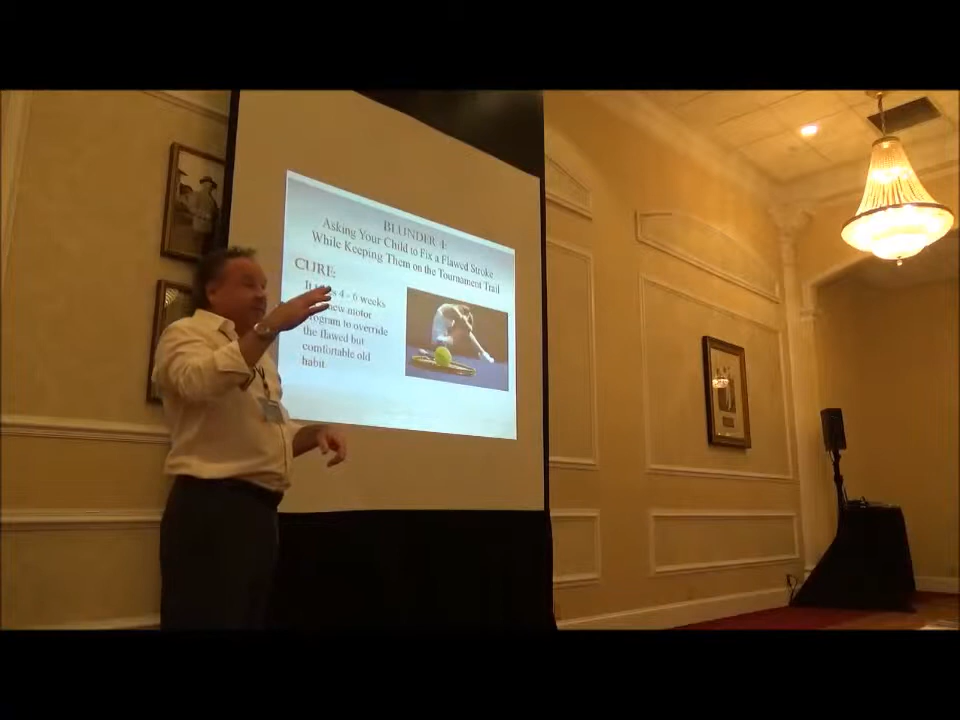 BLUNDER 4:
Asking Your Child to Fix a Flawed Stroke
While Keeping Them on the Tournament Trail
CURE:
It 4 - 6 weeks
new motor
program to override
the flawed but
comfortable old
habit.